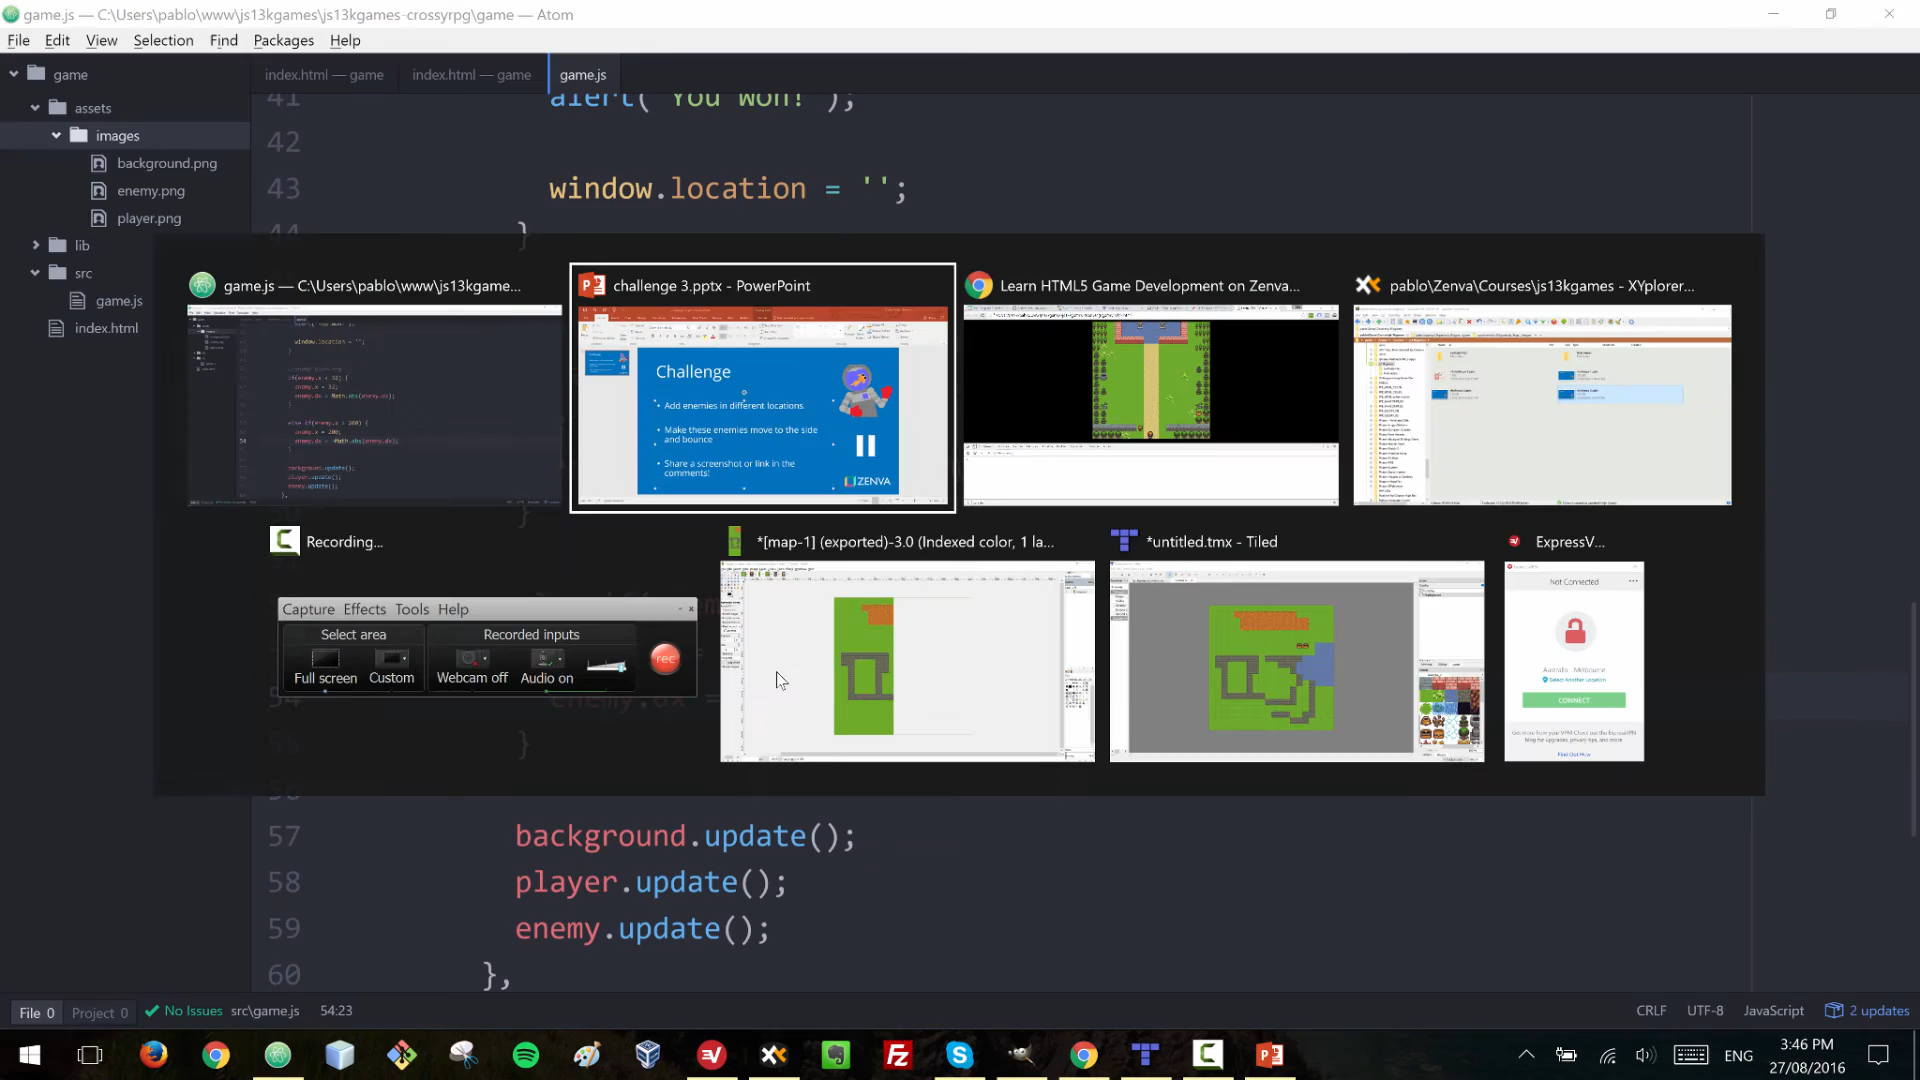 game.js — C:\Users\pablo\www\js13kgames\js13kgames-crossyrpg\game — Atom
File Edit View Selection Find Packages Help
game
assets
images
background.png
enemy.png
player.png
lib
src
game.js
index.html
index.html — game
index.html — game
game.js
41 alert( You won! );
42
43 window.location = '';
44 }
game.js — C:\Users\pablo\www\js13kgame...
challenge 3.pptx - PowerPoint
Challenge
• Add enemies in different locations
• Make these enemies move to the side
and bounce
• Share a screenshot or link in the
comments!
ZENVA
Learn HTML5 Game Development on Zenva...
pablo\Zenva\Courses\js13kgames - XYplorer...
Recording...
Capture Effects Tools Help
Select area
Recorded inputs
Full screen
Custom
Webcam off
Audio on
rec
*[map-1] (exported)-3.0 (Indexed color, 1 la...
*untitled.tmx - Tiled
ExpressV...
Not Connected
Australia - Melbourne
Select Another Location
CONNECT
Find Out How
enemy.dx =
}
57 background.update();
58 player.update();
59 enemy.update();
60 },
File 0 Project 0 No Issues src\game.js 54:23
CRLF UTF-8 JavaScript 2 updates
ENG
3:46 PM
27/08/2016